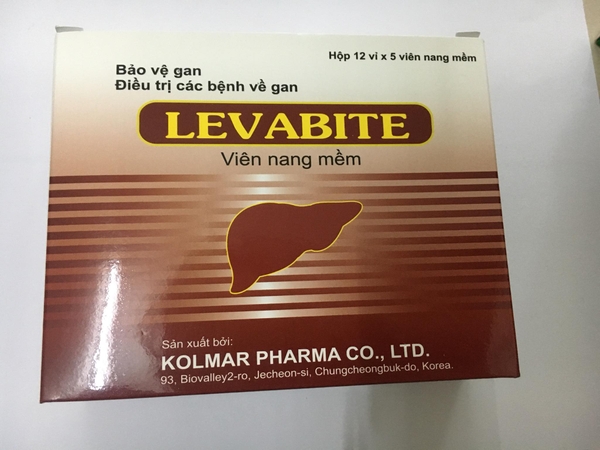 Hộp 12 vỉ x 5 viên nang mềm
Bảo vệ gan
Điều trị các bệnh về gan
LEVABITE
Viên nang mềm
Sản xuất bởi:
KOLMAR PHARMA CO., LTD.
93, Biovalley2-ro, Jecheon-si, Chungcheongbuk-do, Korea.